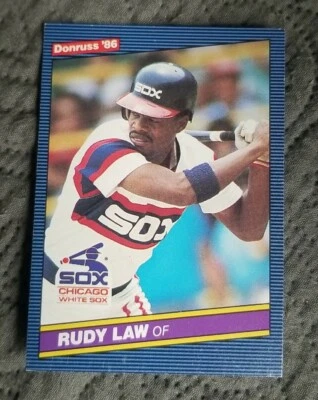 Donruss '86
SOX
SOX
SOX
CHICAGO
WHITE SOX
RUDY LAW OF